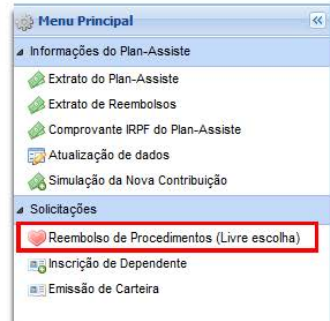 Menu Principal
Informações do Plan-Assiste
Extrato do Plan-Assiste
Extrato de Reembolsos
Comprovante IRPF do Plan-Assiste
Atualização de dados
Simulação da Nova Contribuição
Solicitações
Reembolso de Procedimentos (Livre escolha)
Inscrição de Dependente
Emissão de Carteira